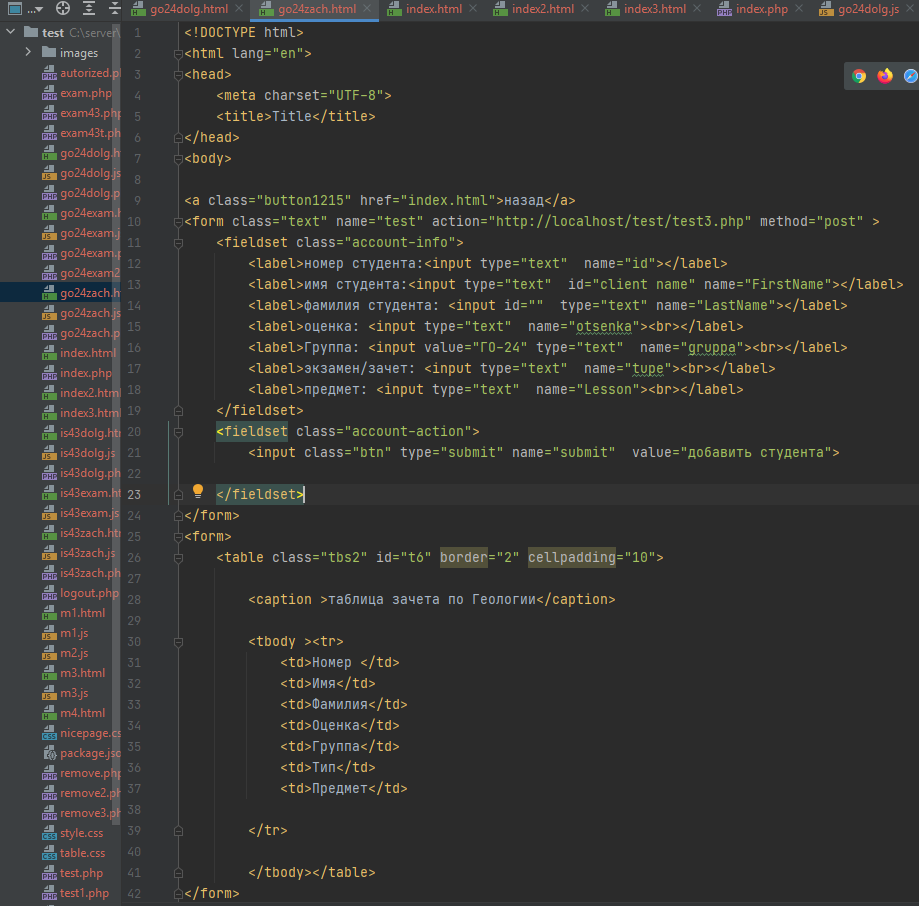 go24dolg.html
go24zach.html
index.html
index2.html
index3.html
index.php
go24dolg.js
test C:\server\
images
autorized.p
exam.php
exam43.php
exam43t.ph
go24dolg.h
go24dolg.js
go24dolg.p
go24exam.h
go24exam.j
go24exam.p
go24exam2
go24zach.h
go24zach.js
go24zach.p
index.html
index.php
index2.html
index3.html
is43dolg.ht
is43dolg.js
is43dolg.ph
is43exam.ht
is43exam.js
is43zach.ht
is43zach.js
is43zach.ph
logout.php
m1.html
m1.js
m2.js
m3.html
m3.js
m4.html
nicepage.cs
package.jso
remove.php
remove2.ph
remove3.ph
style.css
table.css
test.php
test1.php
1 <!DOCTYPE html>
2 <html lang="en">
3 <head>
4 <meta charset="UTF-8">
5 <title>Title</title>
6 </head>
7 <body>
8
9 <a class="button1215" href="index.html">назад</a>
10 <form class="text" name="test" action="http://localhost/test/test3.php" method="post" >
11 <fieldset class="account-info">
12 <label>номер студента:<input type="text"  name="id"></label>
13 <label>имя студента:<input type="text"  id="client name" name="FirstName"></label>
14 <label>фамилия студента: <input id=""  type="text" name="LastName"></label>
15 <label>оценка: <input type="text"  name="otsenka"><br></label>
16 <label>Группа: <input value="ГО-24" type="text"  name="gruppa"><br></label>
17 <label>экзамен/зачет: <input type="text"  name="tupe"><br></label>
18 <label>предмет: <input type="text"  name="Lesson"><br></label>
19 </fieldset>
20 <fieldset class="account-action">
21 <input class="btn" type="submit" name="submit"  value="добавить студента">
22
23 </fieldset>
24 </form>
25 <form>
26 <table class="tbs2" id="t6" border="2" cellpadding="10">
27
28 <caption >таблица зачета по Геологии</caption>
29
30 <tbody ><tr>
31 <td>Номер </td>
32 <td>Имя</td>
33 <td>Фамилия</td>
34 <td>Оценка</td>
35 <td>Группа</td>
36 <td>Тип</td>
37 <td>Предмет</td>
38
39 </tr>
40
41 </tbody></table>
42 </form>